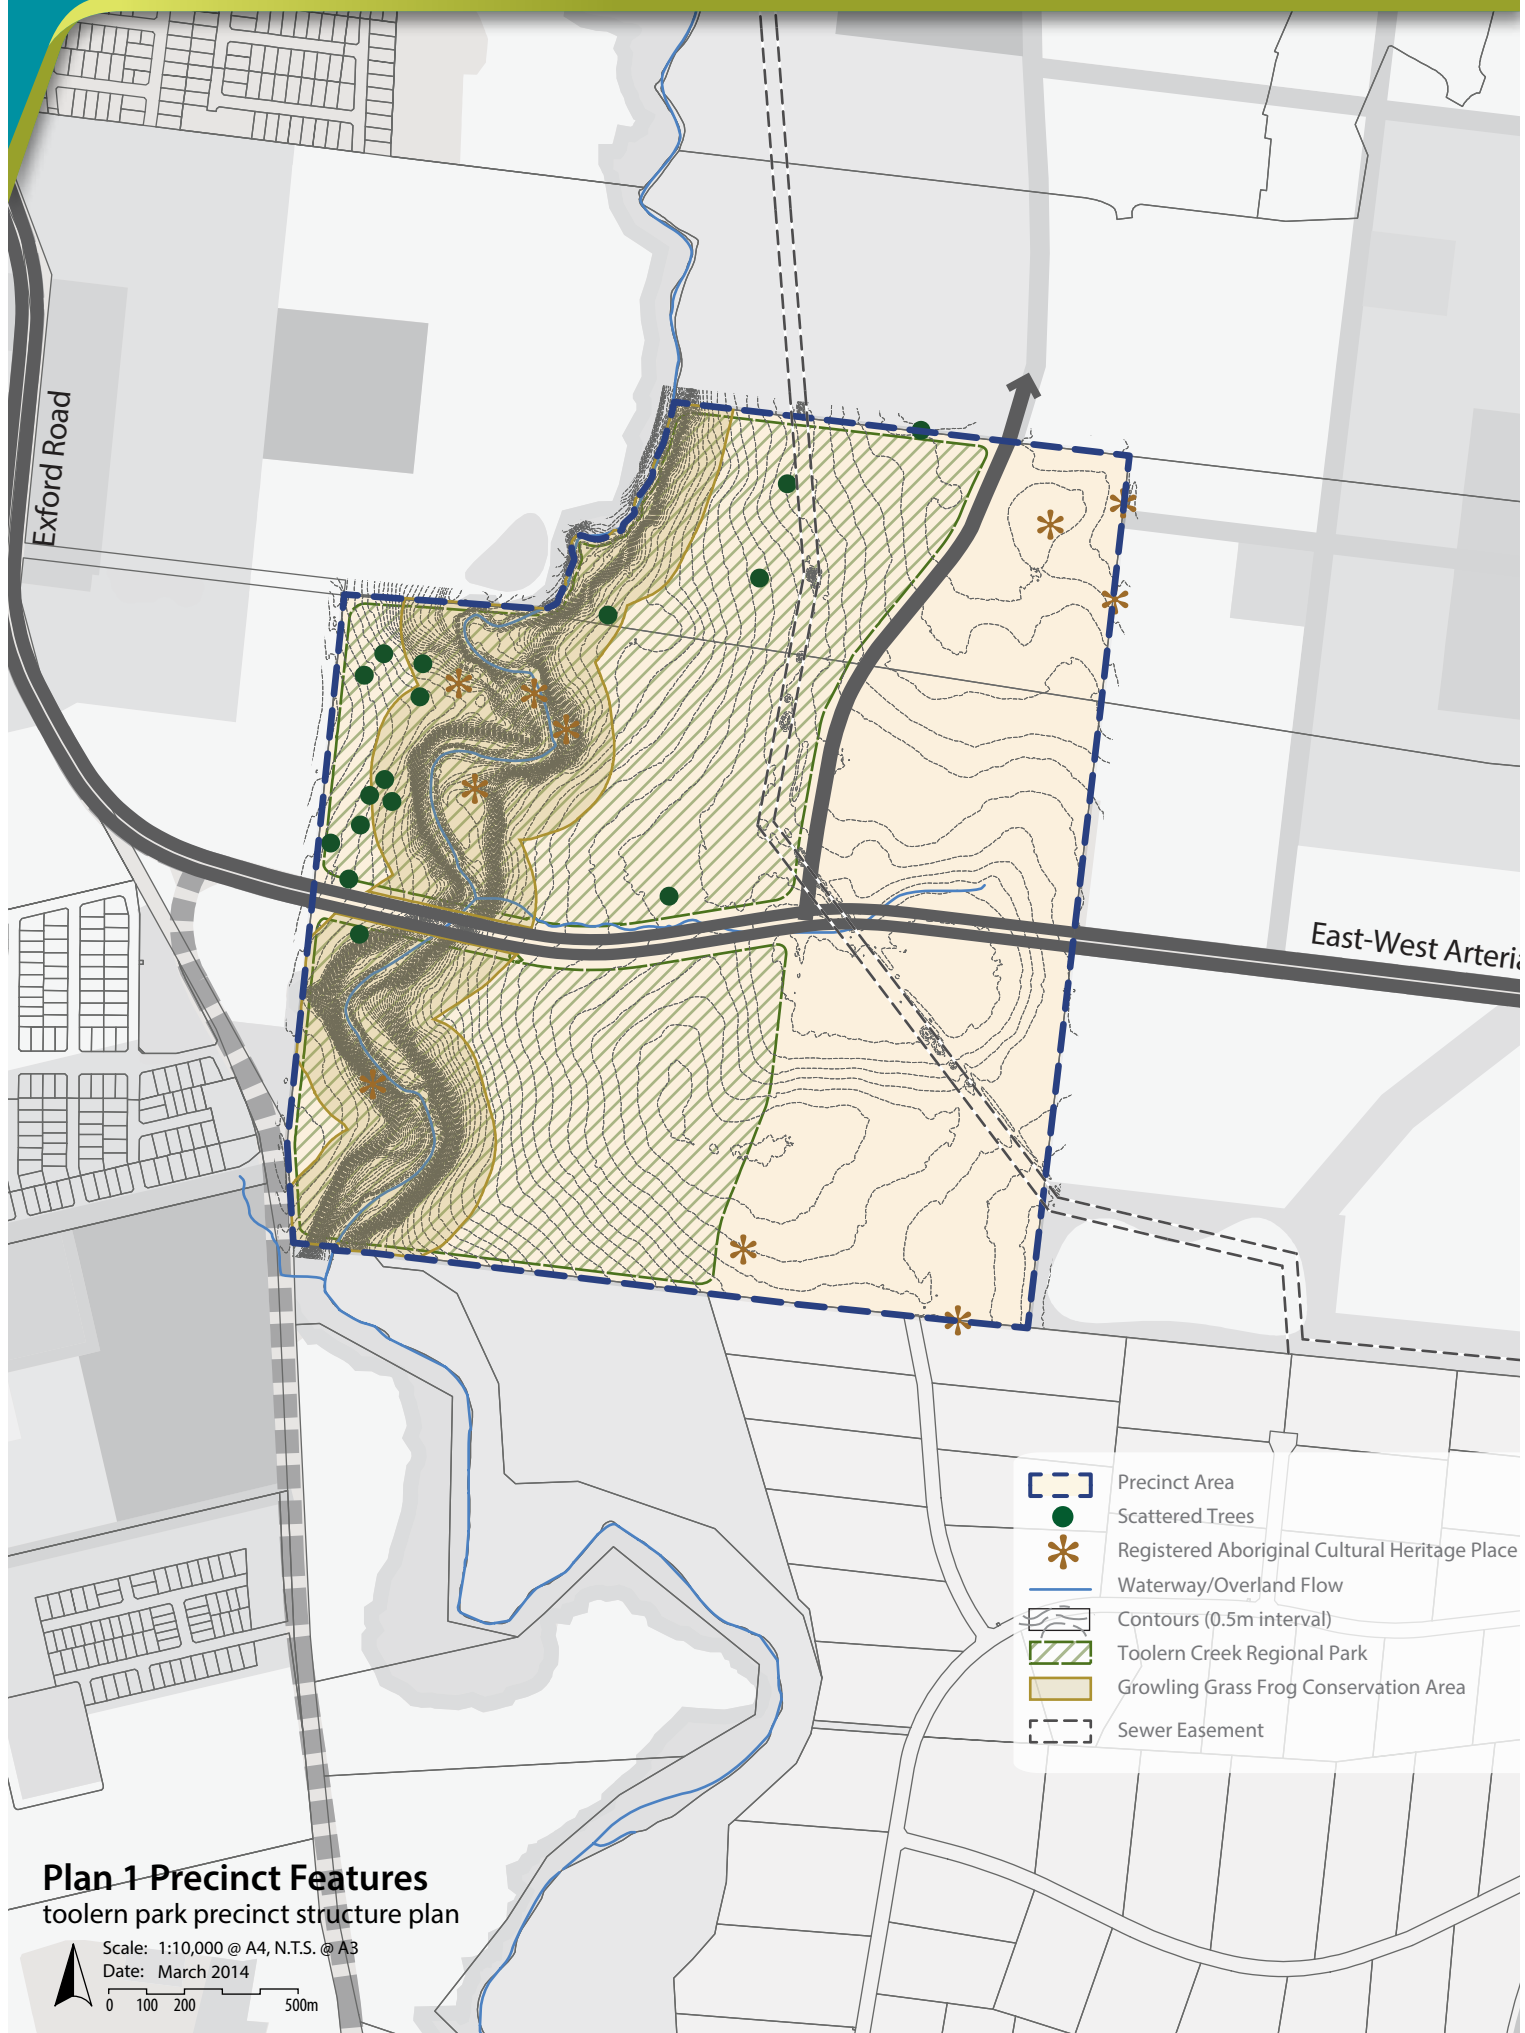 Exford Road
East-West Arteria
Precinct Area
Scattered Trees
Registered Aboriginal Cultural Heritage Place
Waterway/Overland Flow
Contours (0.5m interval)
Toolern Creek Regional Park
Growling Grass Frog Conservation Area
Sewer Easement
Plan 1 Precinct Features
toolern park precinct structure plan
Scale: 1:10,000 @ A4, N.T.S. @ A3
Date: March 2014
0 100 200 500m